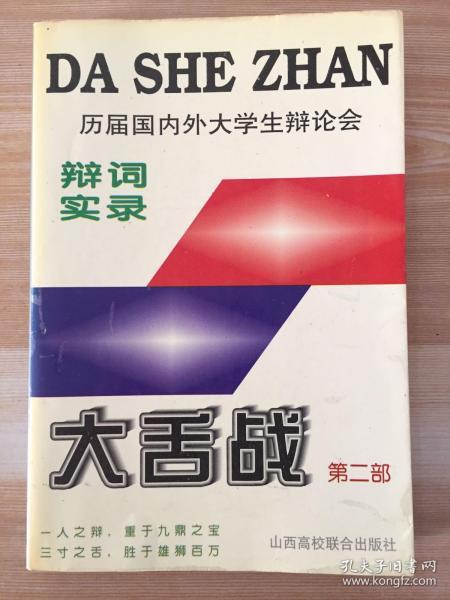 DA SHE ZHAN
历届国内外大学生辩论会
辩词
实录
大舌战
第二部
一人之辩，重于九鼎之宝
三寸之舌，胜于雄狮百万
山西高校联合出版社
孔夫子旧书网